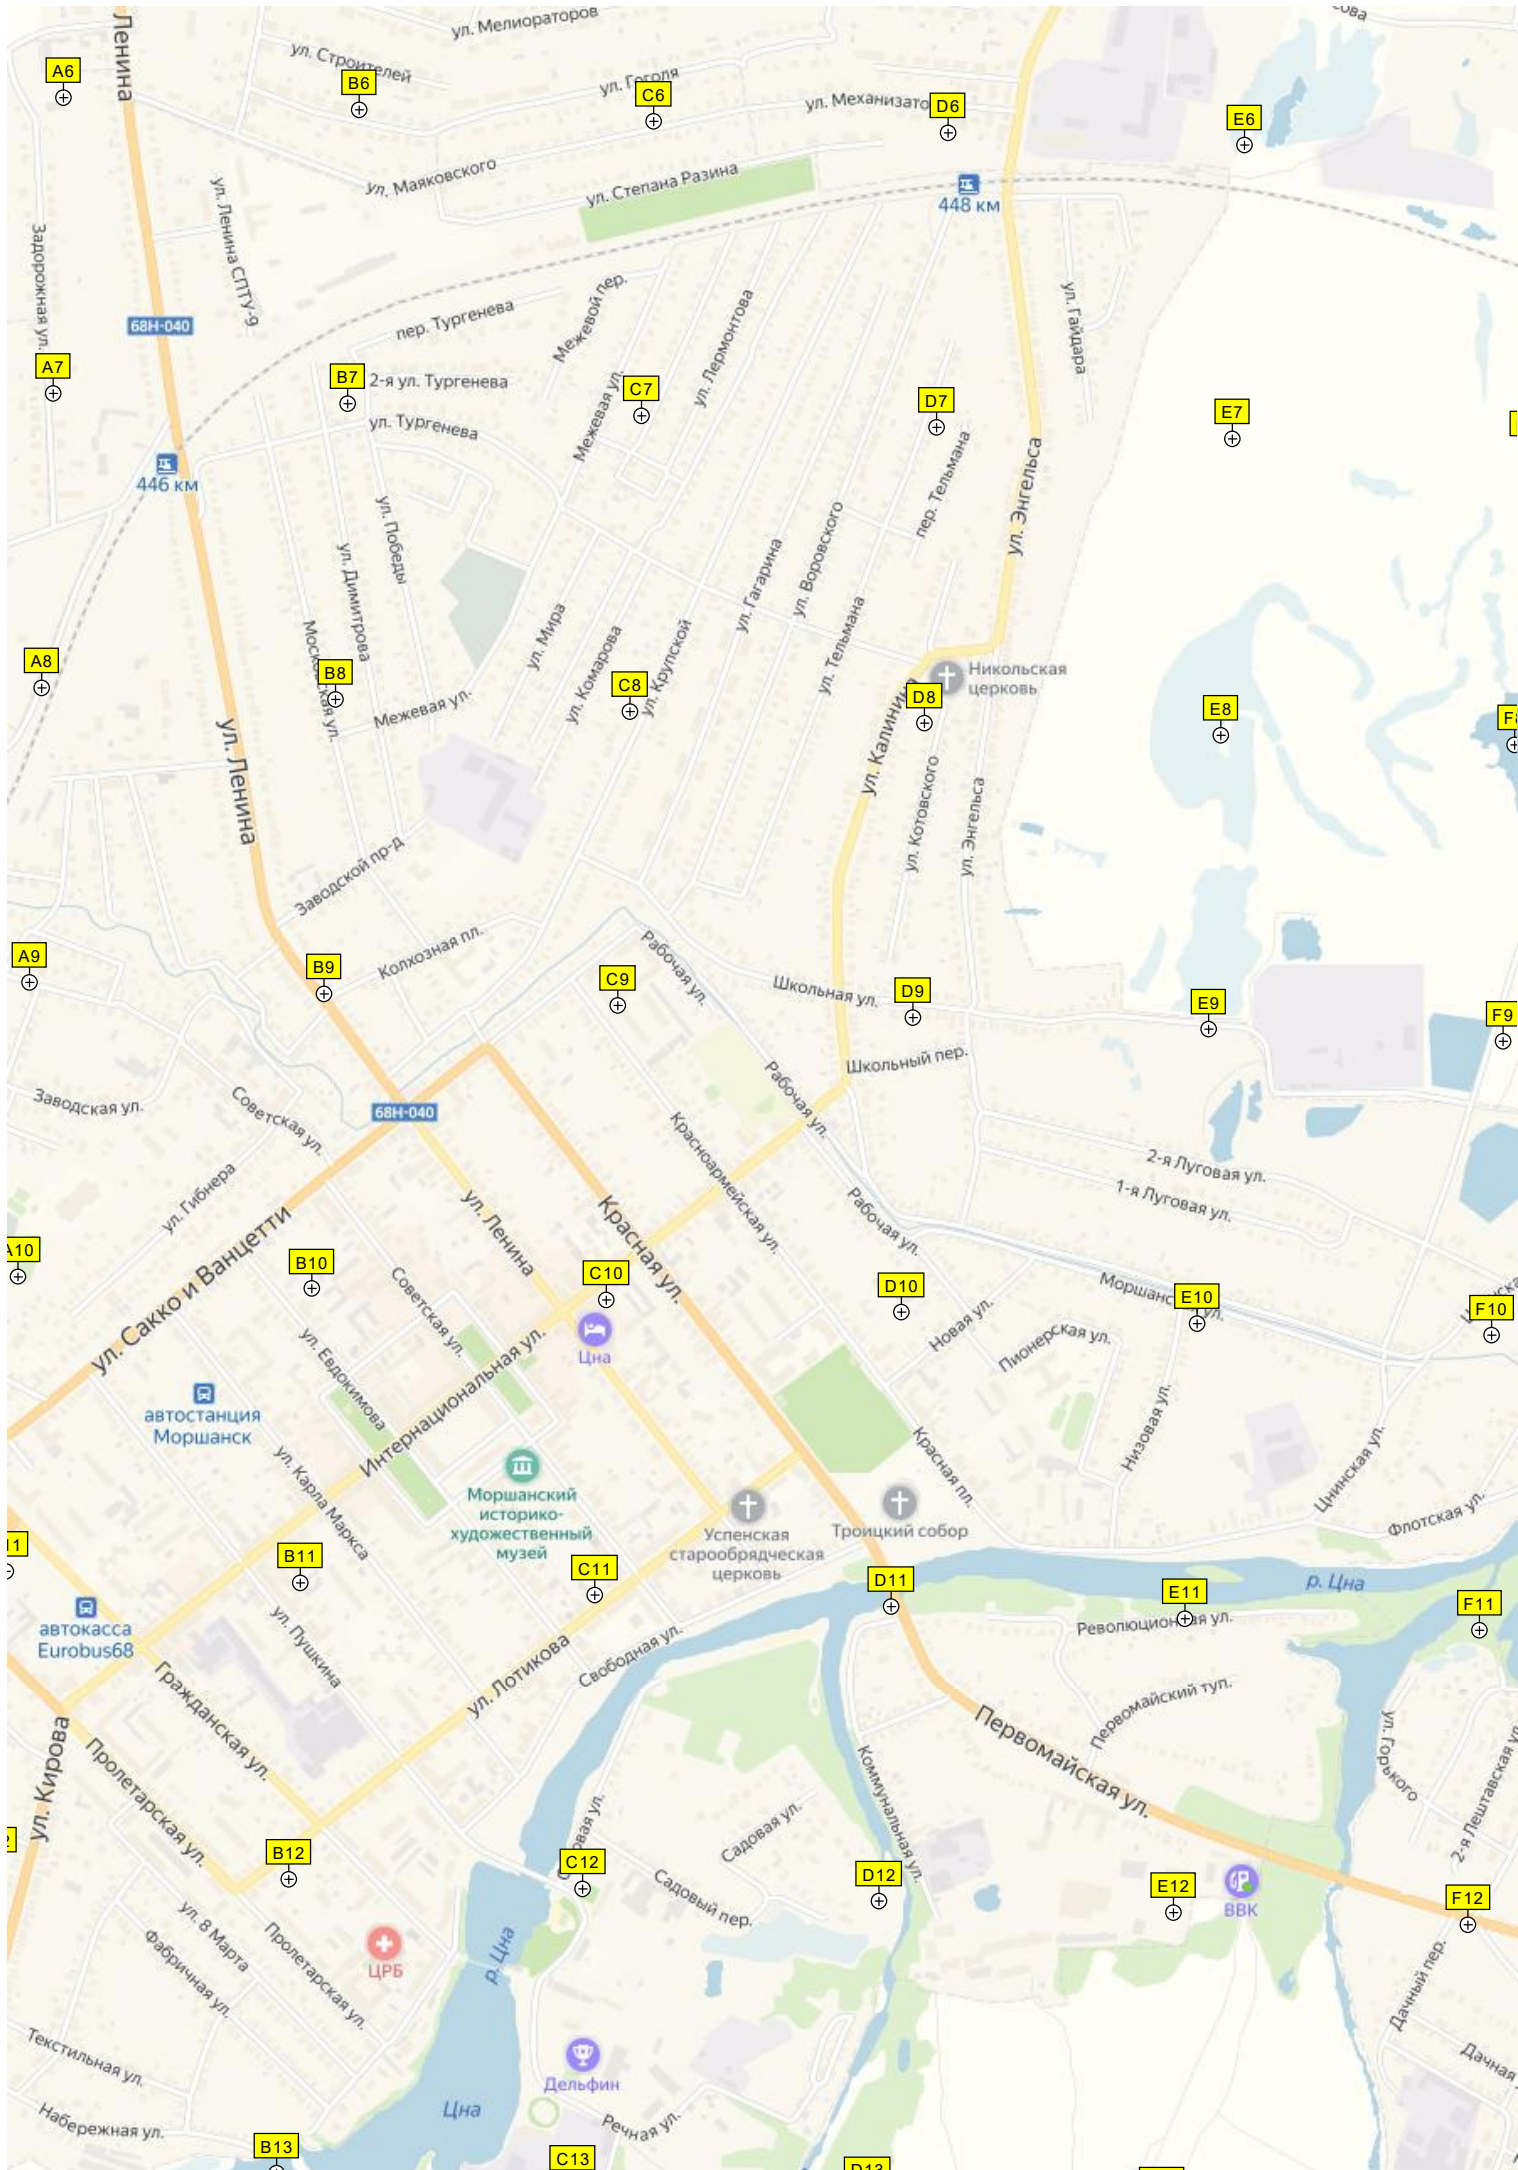 ул. Мелиораторов
Ленина
ул. Строителей
ул. Гоголя
A6
B6
C6
ул. Механизато
D6
E6
ул. Маяковского
ул. Степана Разина
448 км
Задорожная ул.
ул. Ленина СПТУ-9
68Н-040
пер. Тургенева
Межевой пер.
ул. Лермонтова
ул. Гайдара
A7
B7
2-я ул. Тургенева
C7
D7
E7
ул. Тургенева
Межевая ул.
пер. Тельмана
ул. Энгельса
446 км
ул. Победы
ул. Димитрова
ул. Гагарина
ул. Воровского
ул. Тельмана
ул. Мира
ул. Комарова
ул. Крупской
A8
B8
C8
D8
E8
Никольская
церковь
Межевая ул.
ул. Калинина
ул. Ленина
ул. Котовского
ул. Энгельса
Заводской пр-д
Колхозная пл.
Рабочая ул.
Школьная ул.
A9
B9
C9
D9
E9
F9
Школьный пер.
Заводская ул.
Советская ул.
68Н-040
Рабочая ул.
Красноармейская ул.
2-я Луговая ул.
1-я Луговая ул.
ул. Гибнера
ул. Ленина
Красная ул.
Рабочая ул.
ул. Сакко и Ванцетти
B10
C10
D10
E10
F10
Советская ул.
Новая ул.
Пионерская ул.
ул. Евдокимова
Цна
Интернациональная ул.
автостанция
Моршанск
Низовая ул.
Красная пл.
Цнинская ул.
Флотская ул.
ул. Карла Маркса
Моршанский
историко-
художественный
музей
Успенская
старообрядческая
церковь
Троицкий собор
B11
C11
D11
E11
F11
р. Цна
автокасса
Eurobus68
ул. Пушкина
Свободная ул.
ул. Лотикова
Гражданская ул.
Первомайский туп.
Первомайская ул.
ул. Горького
ул. Кирова
Пролетарская ул.
Коммунальная ул.
Садовая ул.
2-я Лештавская ул
B12
C12
D12
E12
F12
Садовый пер.
ВВК
ул. 8 Марта
Фабричная ул.
Пролетарская ул.
ЦРБ
р. Цна
Дачный пер.
Дачная
Текстильная ул.
Дельфин
Набережная ул.
Цна
Речная ул.
B13
C13
D13